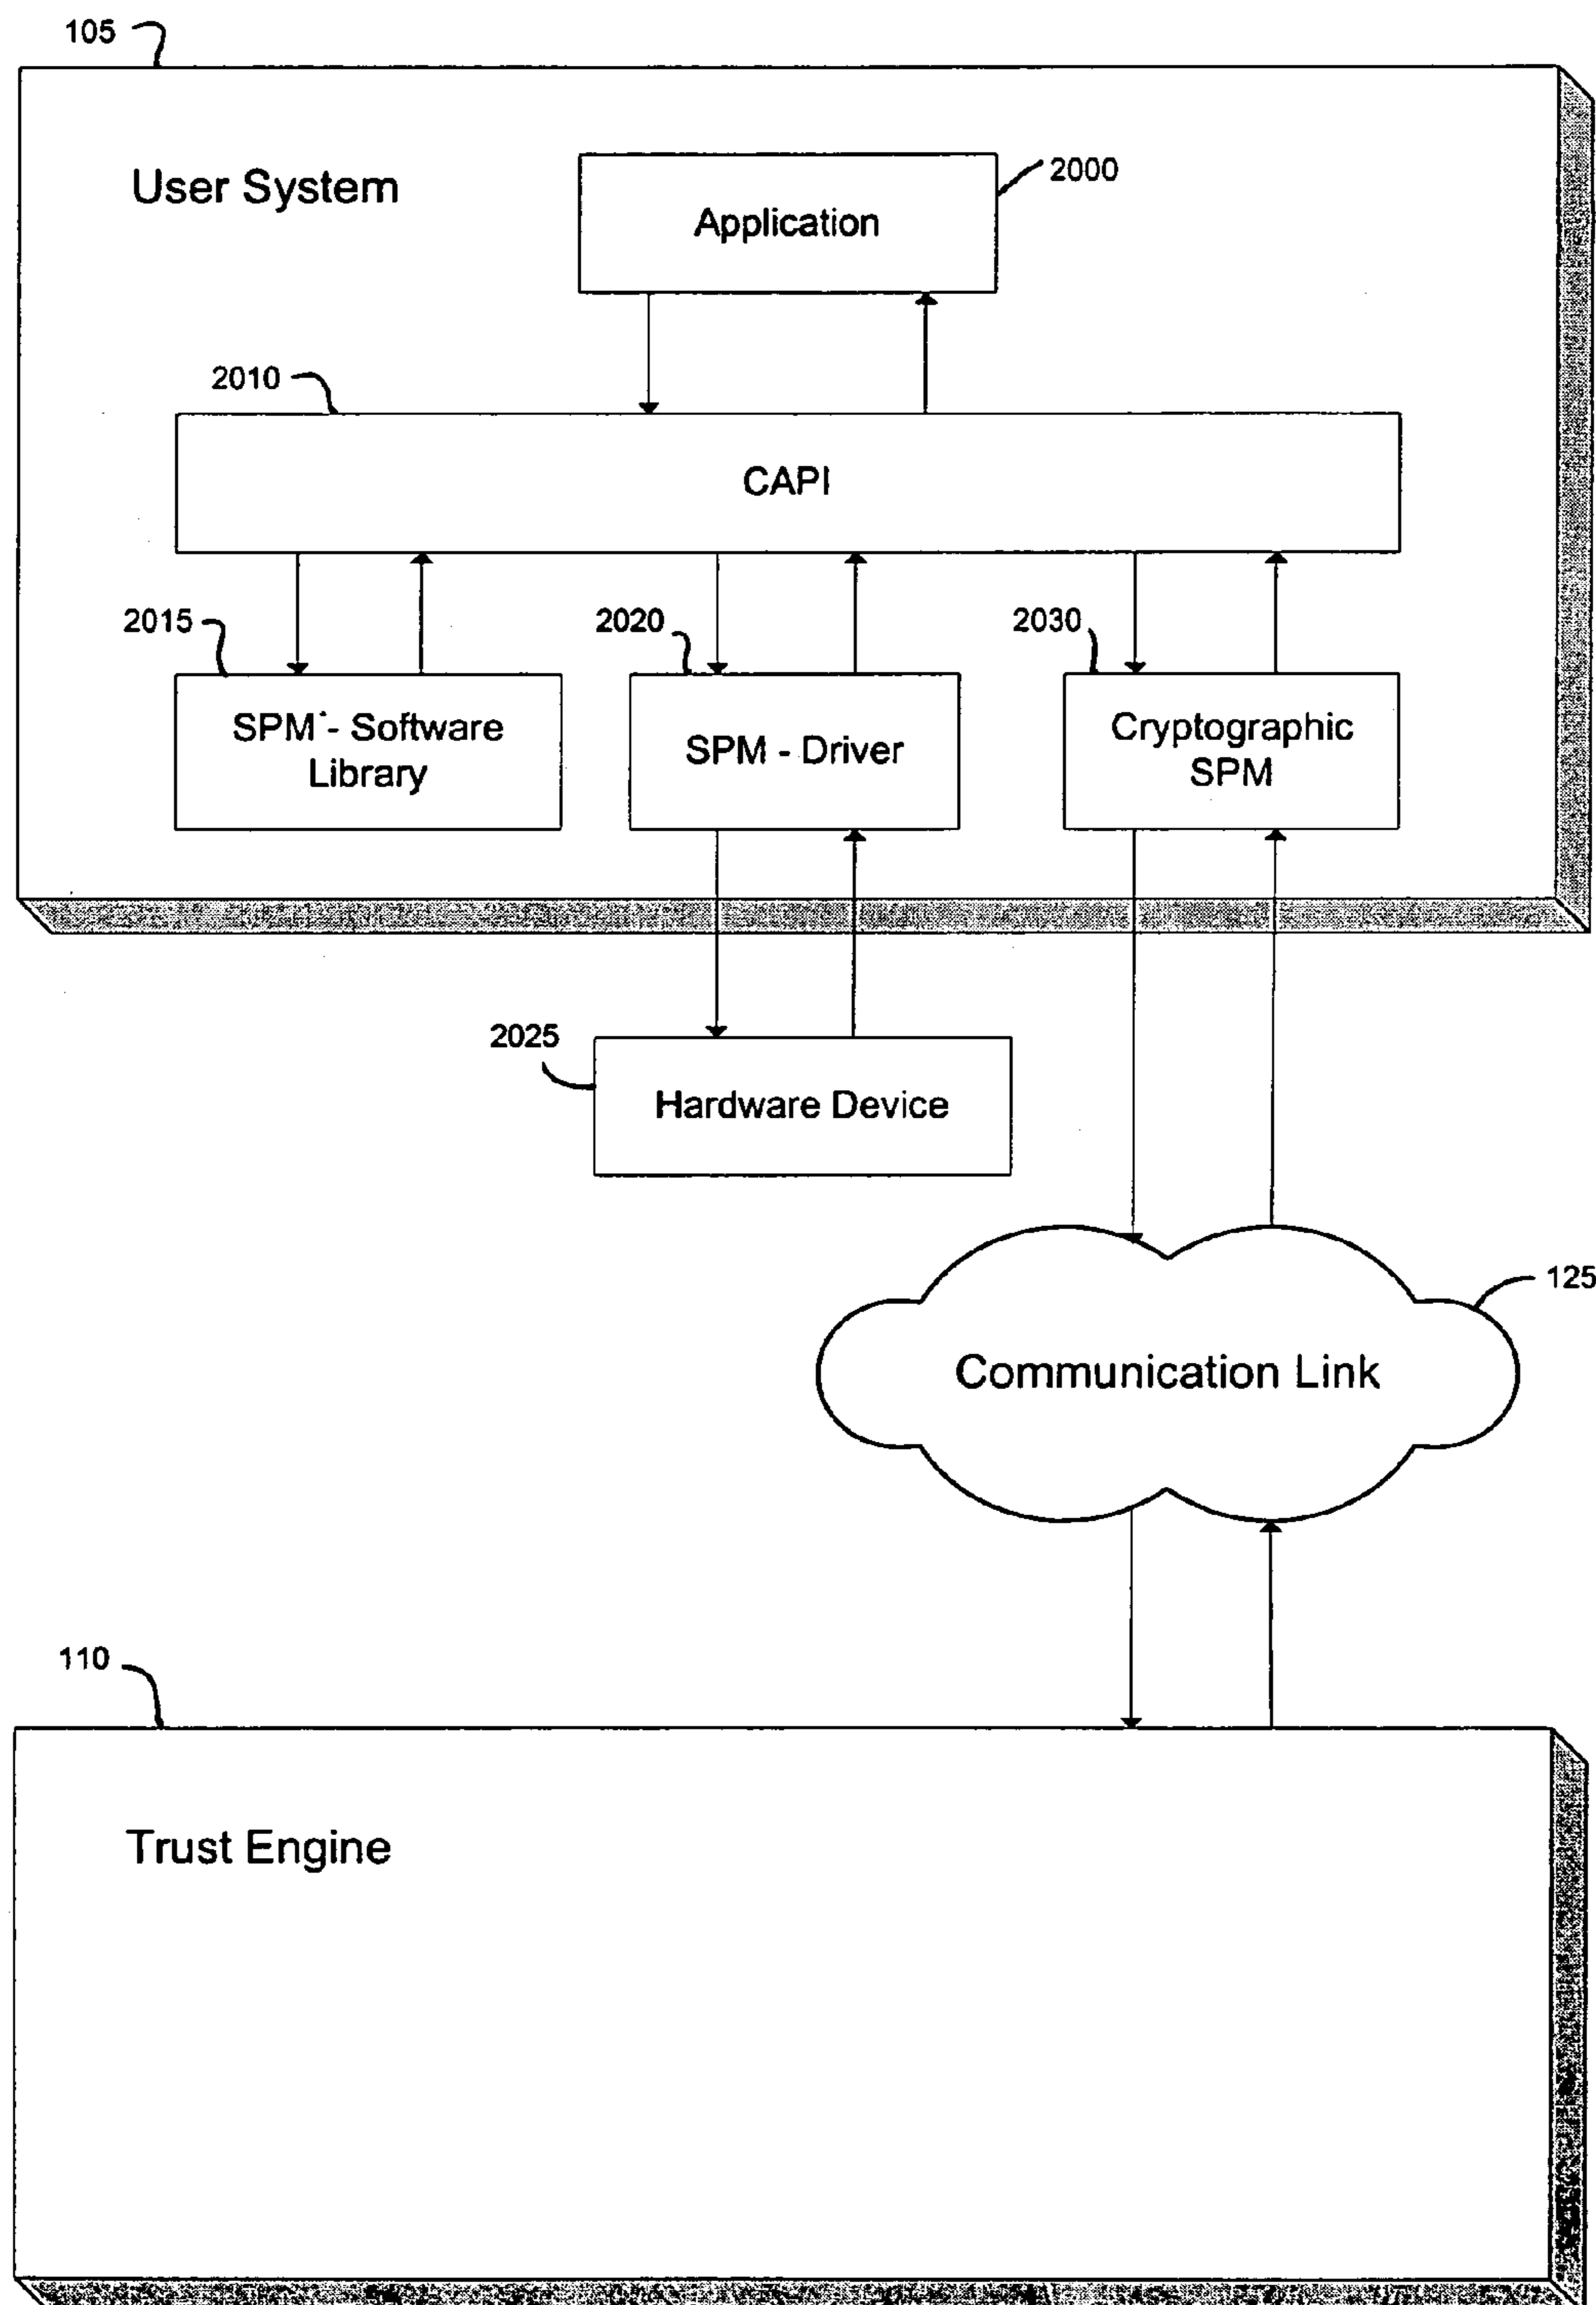 105
User System
2000
Application
2010
CAPI
2015
2020
2030
SPM - Software
Library
SPM - Driver
Cryptographic
SPM
2025
Hardware Device
125
Communication Link
110
Trust Engine